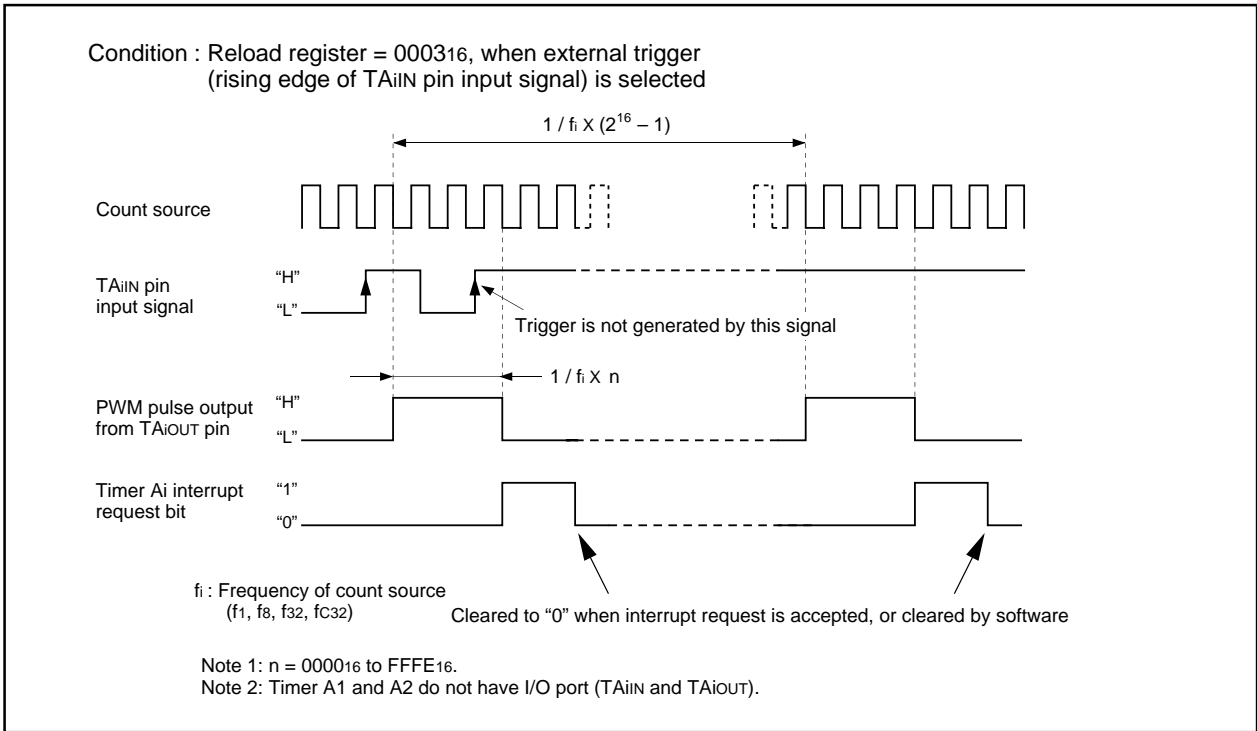 Condition : Reload register = 000316, when external trigger
(rising edge of TAiIN pin input signal) is selected
1 / fi X (2^16 – 1)
Count source
TAiIN pin
input signal
“H”
“L”
Trigger is not generated by this signal
1 / fi X n
PWM pulse output
from TAiOUT pin
“H”
“L”
Timer Ai interrupt
request bit
“1”
“0”
fi : Frequency of count source
(f1, f8, f32, fC32)
Cleared to “0” when interrupt request is accepted, or cleared by software
Note 1: n = 000016 to FFFE16.
Note 2: Timer A1 and A2 do not have I/O port (TAiIN and TAiOUT).